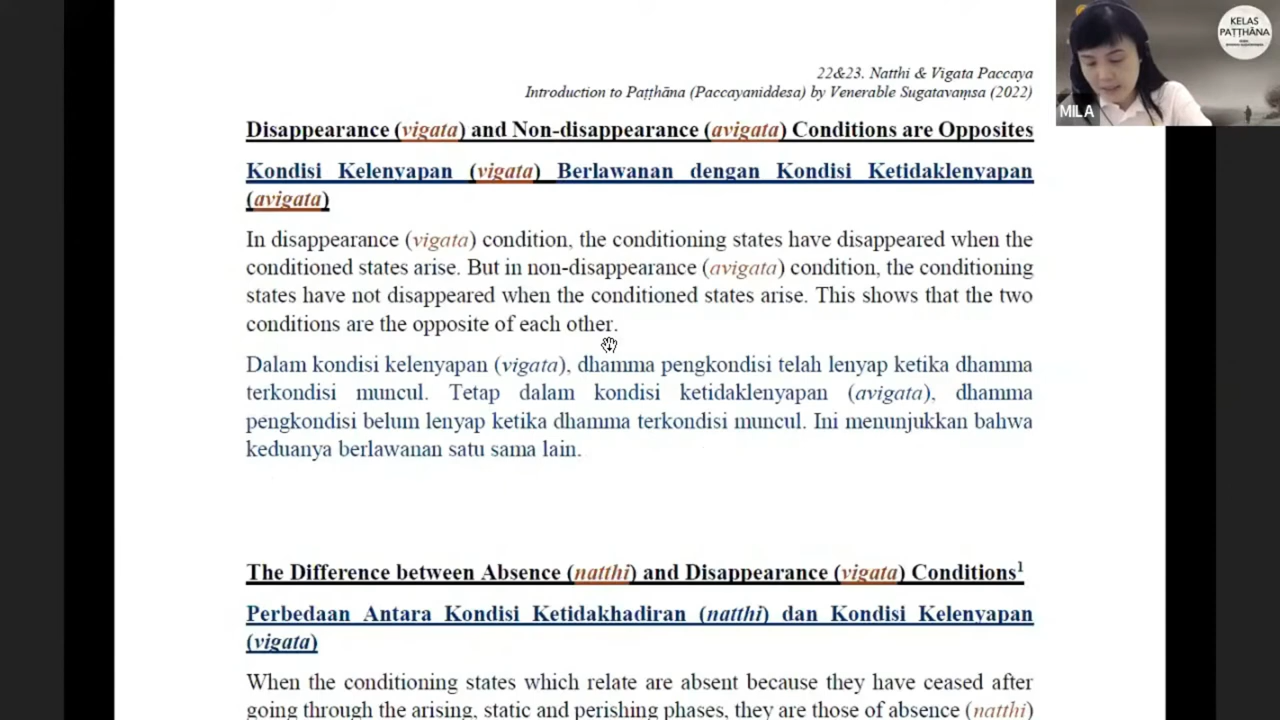 22&23. Natthi & Vigata Paccaya
Introduction to Paṭṭhāna (Paccayaniddesa) by Venerable Sugatavaṃsa (2022)
KELAS
PAṬṬHĀNA
MILA
Disappearance (vigata) and Non-disappearance (avigata) Conditions are Opposites
Kondisi Kelenyapan (vigata) Berlawanan dengan Kondisi Ketidaklenyapan
(avigata)
In disappearance (vigata) condition, the conditioning states have disappeared when the
conditioned states arise. But in non-disappearance (avigata) condition, the conditioning
states have not disappeared when the conditioned states arise. This shows that the two
conditions are the opposite of each other.
Dalam kondisi kelenyapan (vigata), dhamma pengkondisi telah lenyap ketika dhamma
terkondisi muncul. Tetap dalam kondisi ketidaklenyapan (avigata), dhamma
pengkondisi belum lenyap ketika dhamma terkondisi muncul. Ini menunjukkan bahwa
keduanya berlawanan satu sama lain.
The Difference between Absence (natthi) and Disappearance (vigata) Conditions¹
Perbedaan Antara Kondisi Ketidakhadiran (natthi) dan Kondisi Kelenyapan
(vigata)
When the conditioning states which relate are absent because they have ceased after
going through the arising, static and perishing phases, they are those of absence (natthi)